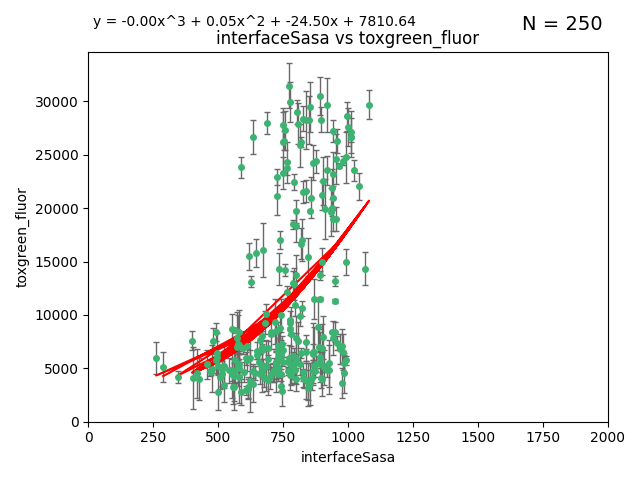 y = -0.00x^3 + 0.05x^2 + -24.50x + 7810.64
N = 250
interfaceSasa vs toxgreen_fluor
30000
25000
20000
15000
10000
5000
0
toxgreen_fluor
0 250 500 750 1000 1250 1500 1750 2000
interfaceSasa